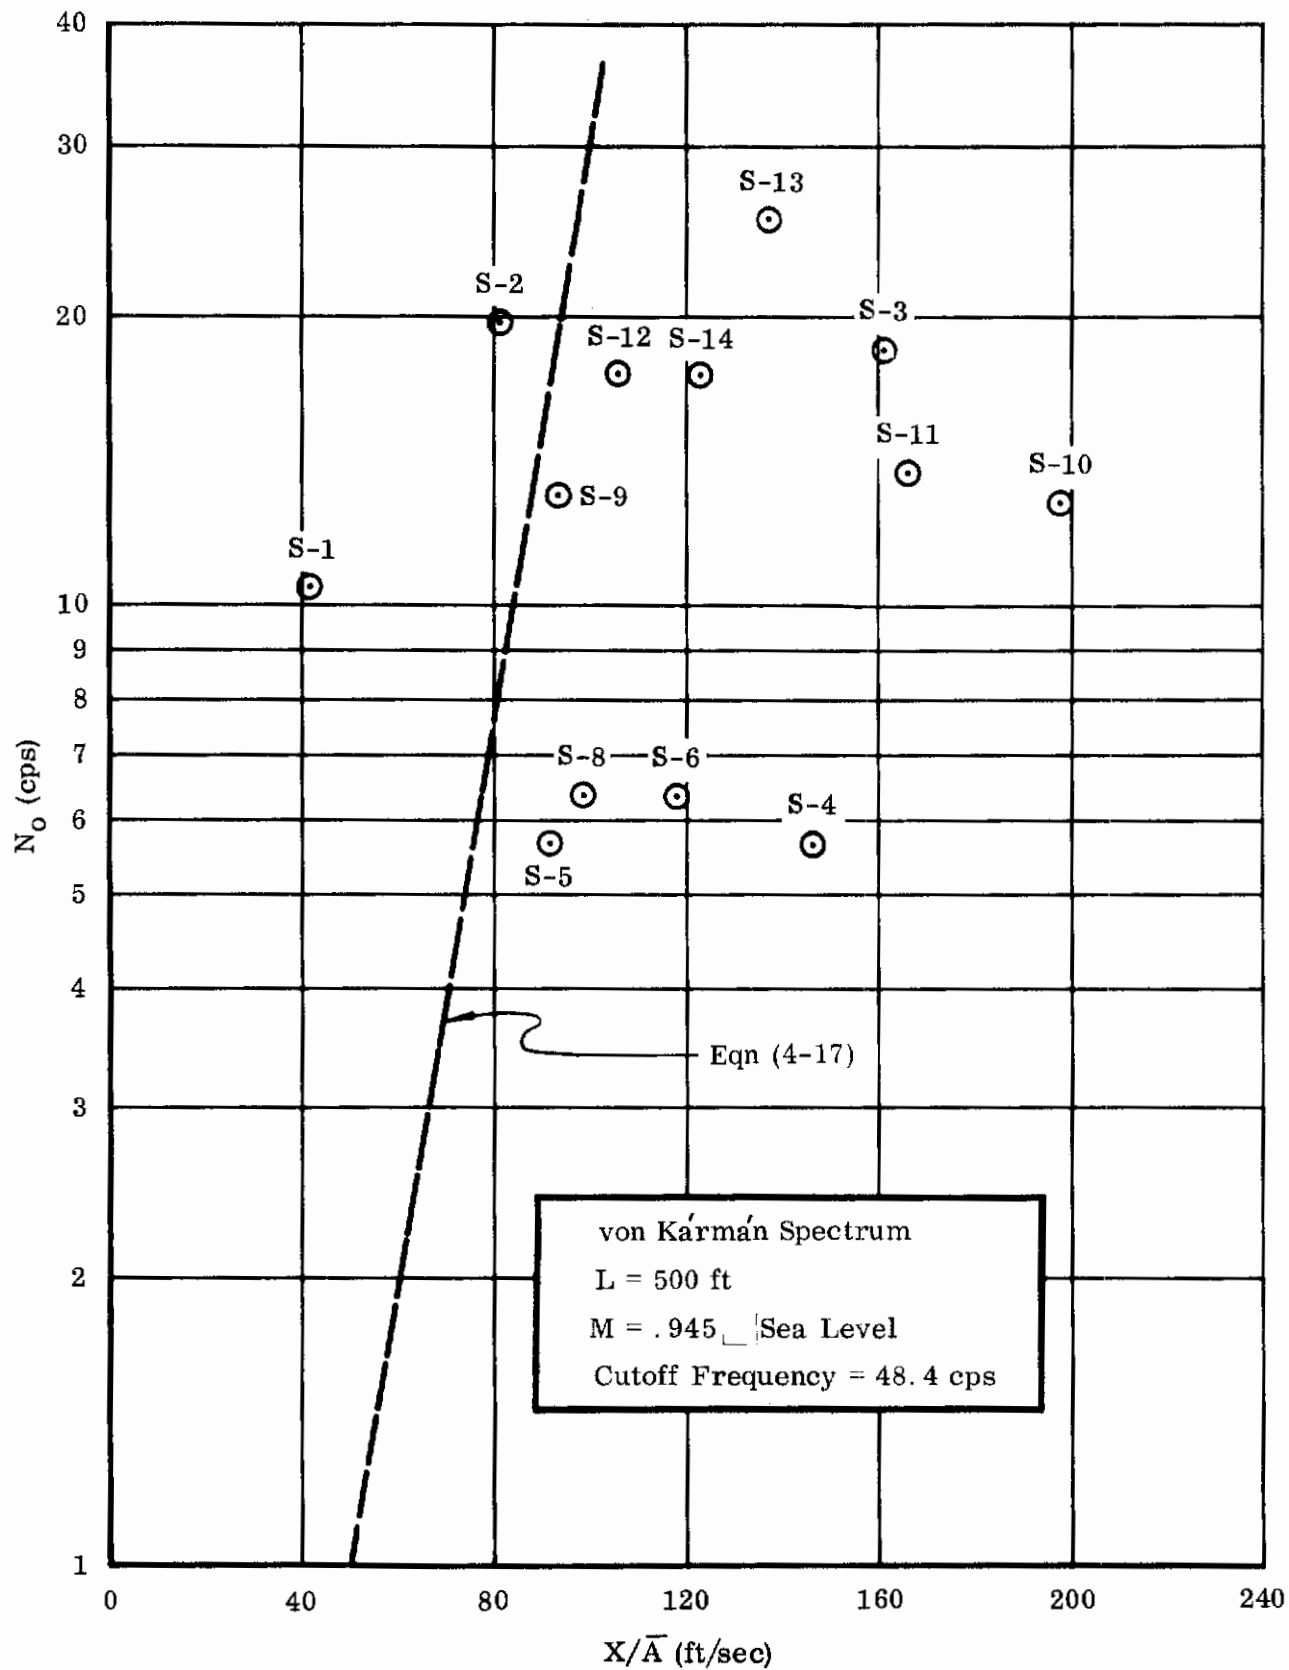 40
30
S-13
S-2
20
S-3
S-12
S-14
S-11
S-10
S-9
S-1
10
9
8
7
S-8
S-6
S-4
6
S-5
5
4
Eqn (4-17)
3
von Kármán Spectrum
L = 500 ft
2
M = .945 Sea Level
Cutoff Frequency = 48.4 cps
1
N₀ (cps)
0 40 80 120 160 200 240
X/A̅ (ft/sec)